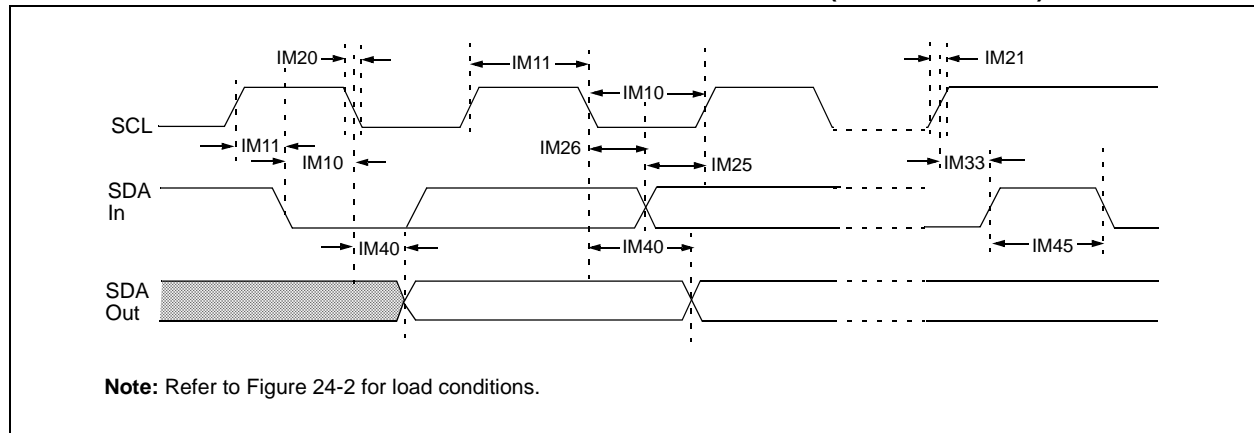 IM20
IM11
IM21
IM10
SCL
IM11
IM26
IM10
IM25
IM33
SDA
In
IM40
IM40
IM45
SDA
Out
Note: Refer to Figure 24-2 for load conditions.